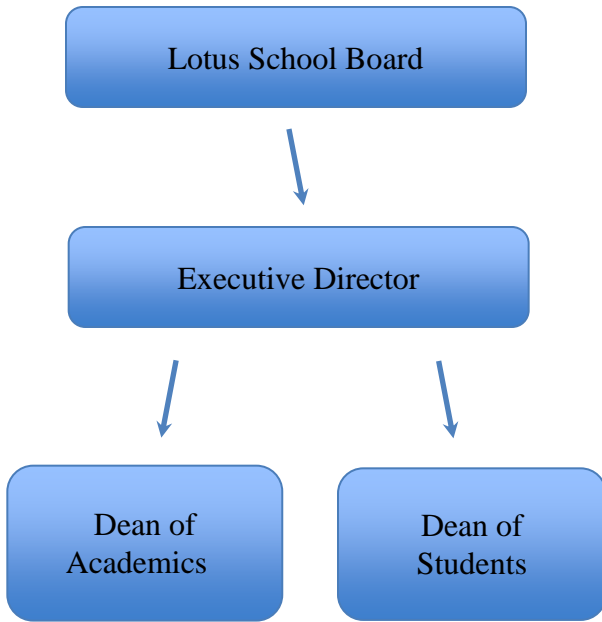 Lotus School Board
Executive Director
Dean of
Academics
Dean of
Students